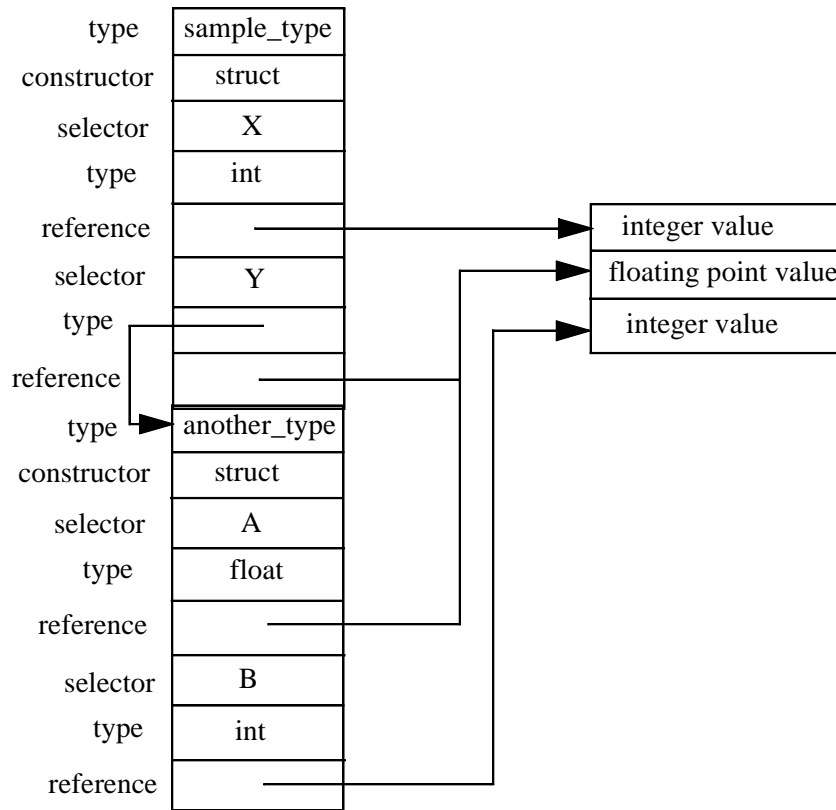 type sample_type
constructor struct
selector X
type int
reference integer value
selector Y floating point value
type integer value
reference
type another_type
constructor struct
selector A
type float
reference
selector B
type int
reference